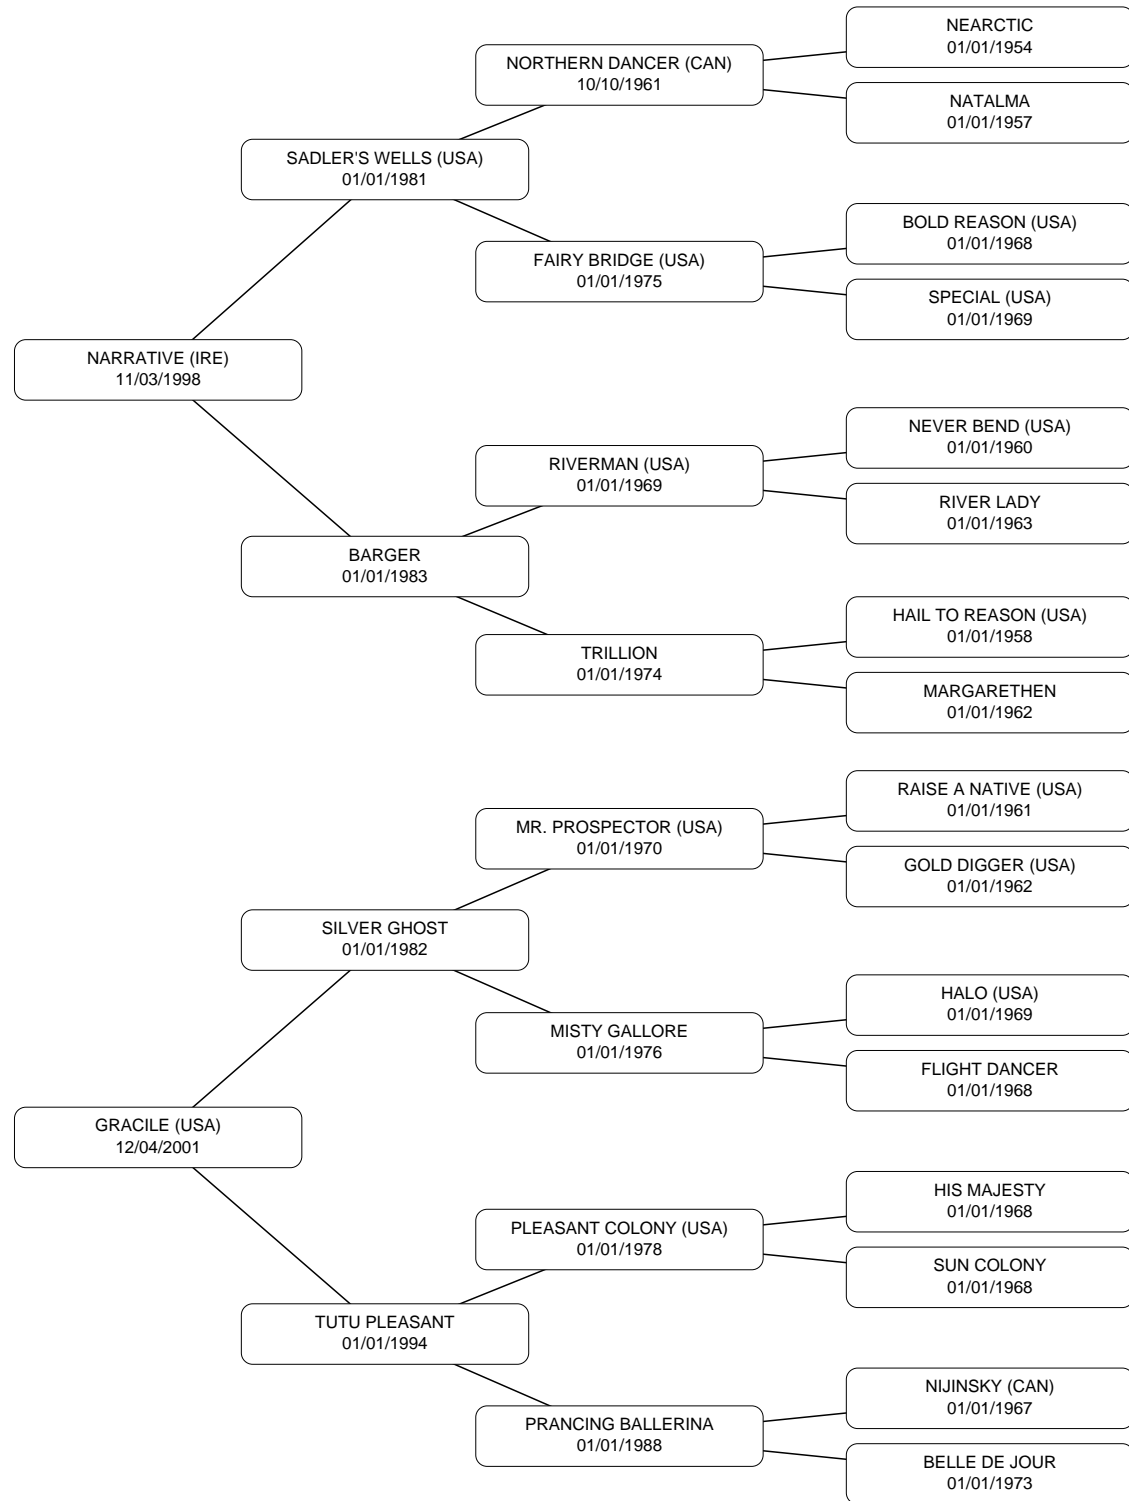 NEARCTIC
01/01/1954
NORTHERN DANCER (CAN)
10/10/1961
NATALMA
01/01/1957
SADLER'S WELLS (USA)
01/01/1981
BOLD REASON (USA)
01/01/1968
FAIRY BRIDGE (USA)
01/01/1975
SPECIAL (USA)
01/01/1969
NARRATIVE (IRE)
11/03/1998
NEVER BEND (USA)
01/01/1960
RIVERMAN (USA)
01/01/1969
RIVER LADY
01/01/1963
BARGER
01/01/1983
HAIL TO REASON (USA)
01/01/1958
TRILLION
01/01/1974
MARGARETHEN
01/01/1962
RAISE A NATIVE (USA)
01/01/1961
MR. PROSPECTOR (USA)
01/01/1970
GOLD DIGGER (USA)
01/01/1962
SILVER GHOST
01/01/1982
HALO (USA)
01/01/1969
MISTY GALLORE
01/01/1976
FLIGHT DANCER
01/01/1968
GRACILE (USA)
12/04/2001
HIS MAJESTY
01/01/1968
PLEASANT COLONY (USA)
01/01/1978
SUN COLONY
01/01/1968
TUTU PLEASANT
01/01/1994
NIJINSKY (CAN)
01/01/1967
PRANCING BALLERINA
01/01/1988
BELLE DE JOUR
01/01/1973